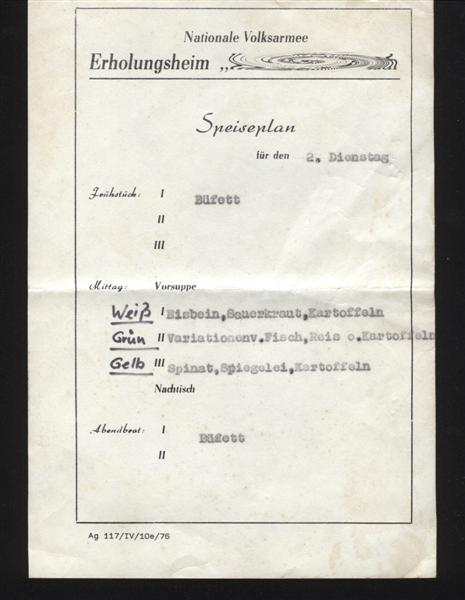 Nationale Volksarmee
Erholungsheim „
Speiseplan
für den 2. Dienstag
Frühstück: I Büfett
II
III
Mittag: Vorsuppe
Weiß I Eisbein,Sauerkraut,Kartoffeln
Grün II Variationenv.Fisch,Reis o.Kartoffeln
Gelb III Spinat,Spiegelei,Kartoffeln
Nachtisch
Abendbrot: I Büfett
II
Ag 117/IV/10e/76